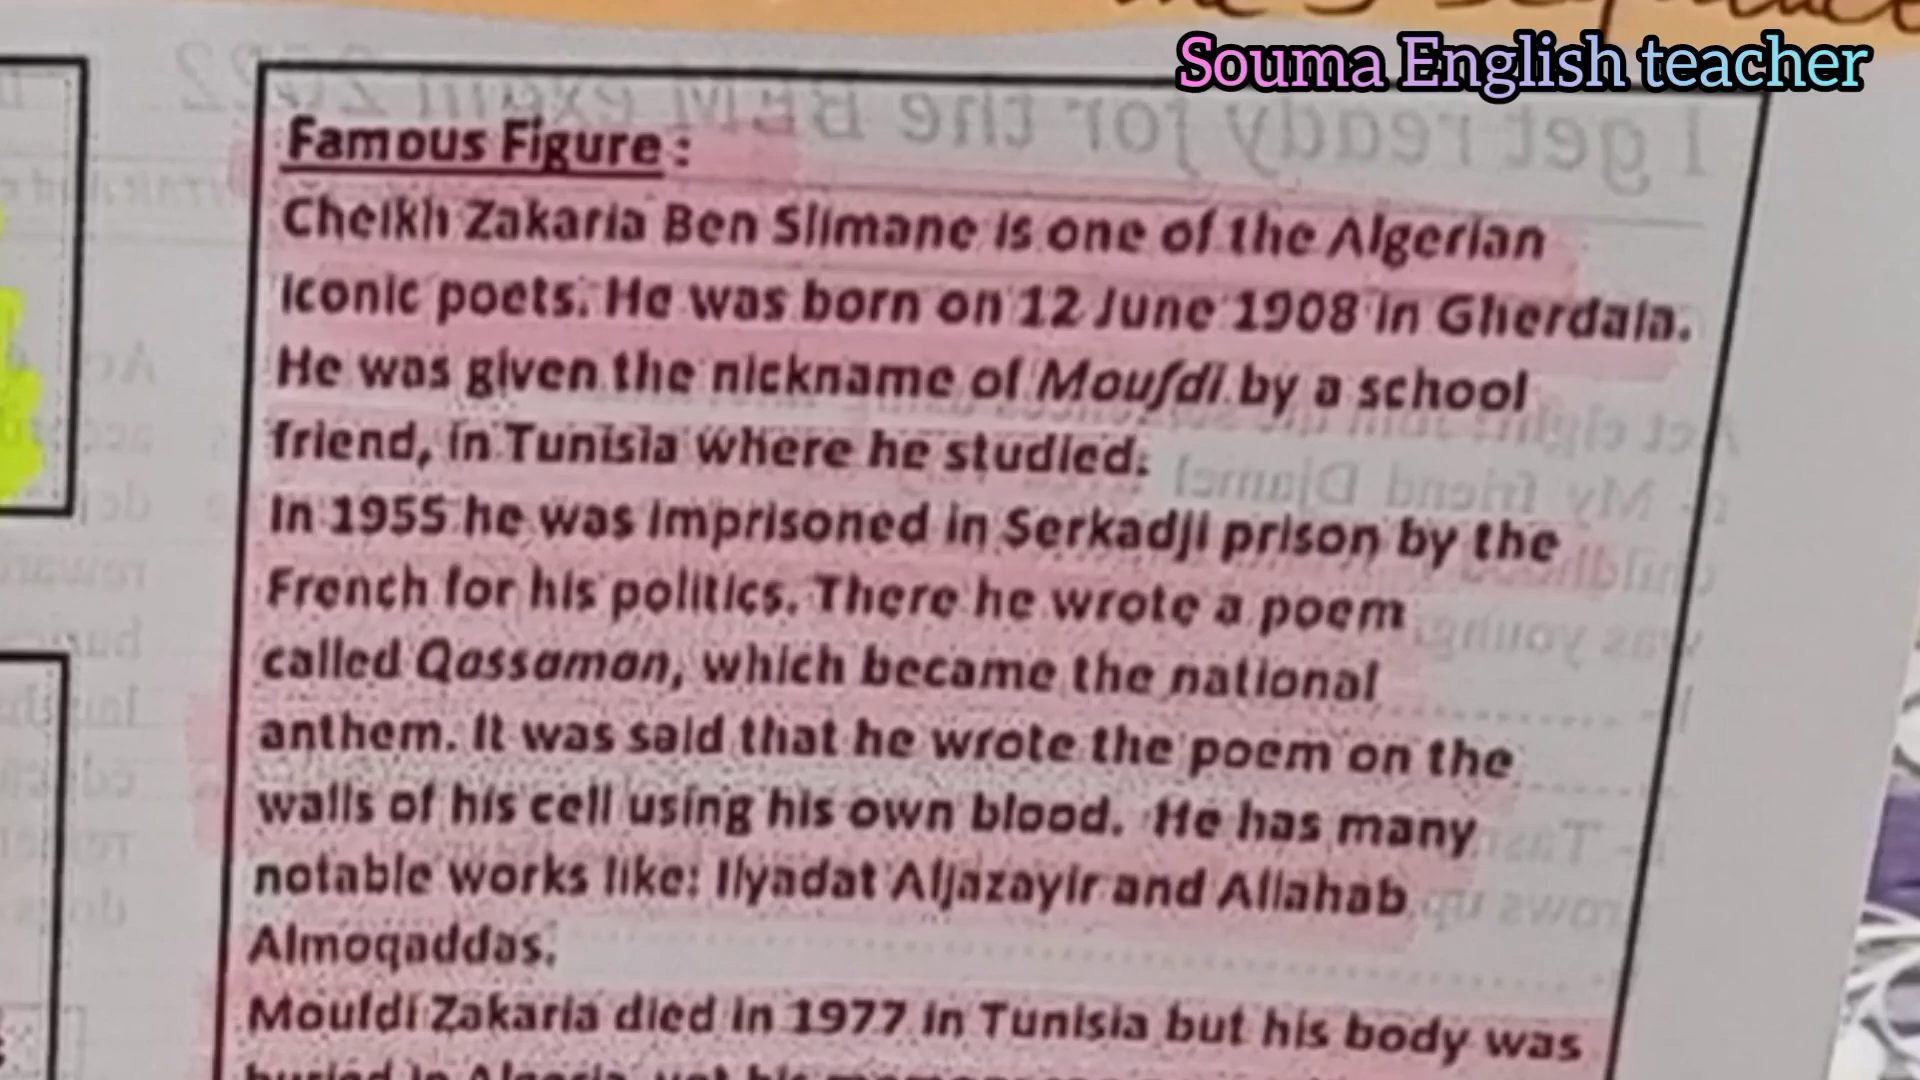 Souma English teacher
Famous Figure :
Cheikh Zakaria Ben Slimane is one of the Algerian
iconic poets. He was born on 12 June 1908 in Gherdaia.
He was given the nickname of Moufdi by a school
friend, in Tunisia where he studied.
In 1955 he was imprisoned in Serkadji prison by the
French for his politics. There he wrote a poem
called Qassaman, which became the national
anthem. It was said that he wrote the poem on the
walls of his cell using his own blood. He has many
notable works like: Ilyadat Aljazayir and Allahab
Almoqaddas.
Moufdi Zakaria died in 1977 in Tunisia but his body was
buried in Algeria, yet his